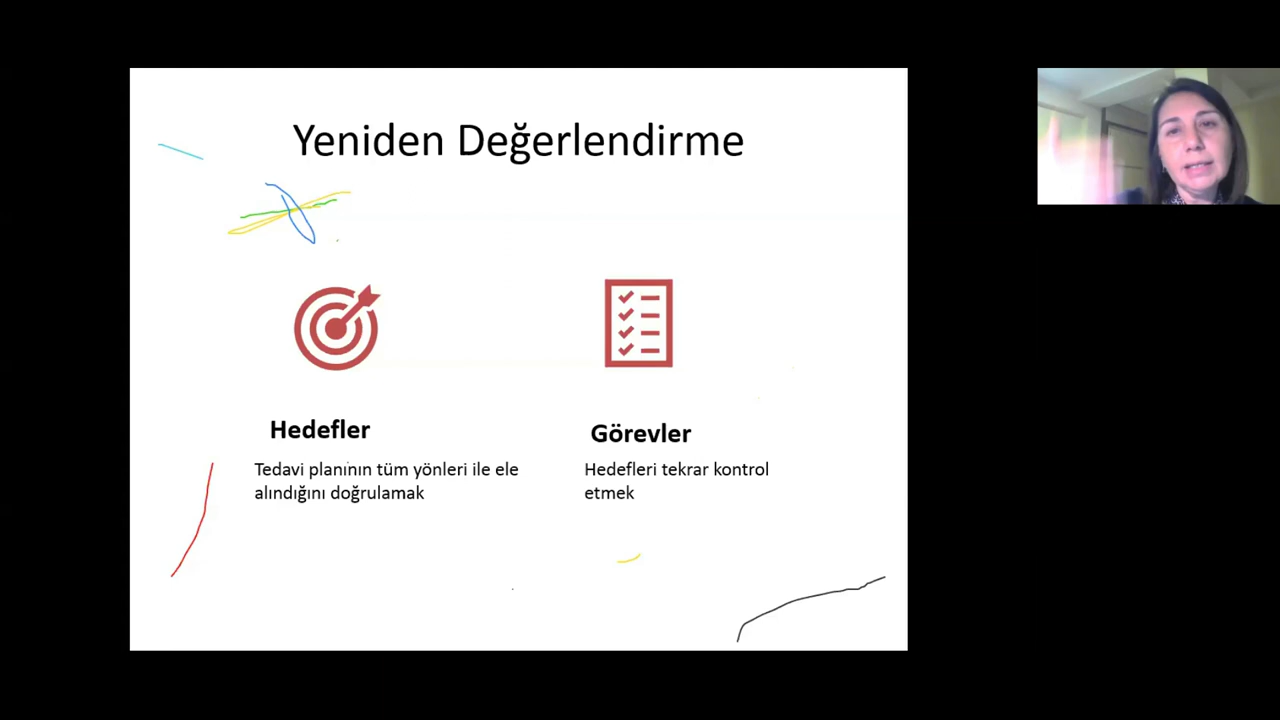 Yeniden Değerlendirme
Hedefler
Tedavi planının tüm yönleri ile ele
alındığını doğrulamak
Görevler
Hedefleri tekrar kontrol
etmek